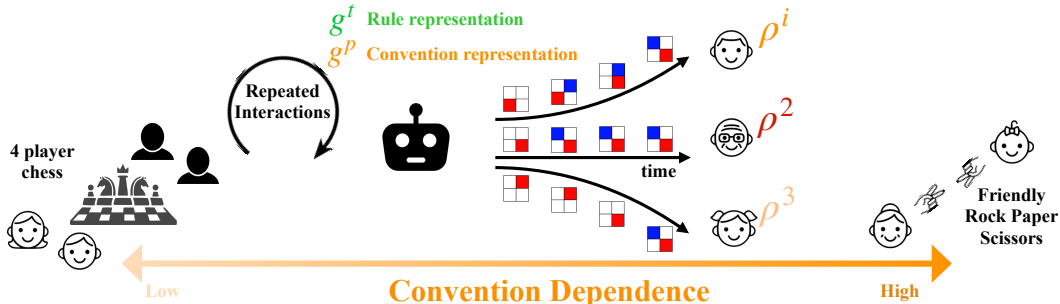 g^t Rule representation
g^p Convention representation
Repeated
Interactions
4 player
chess
ρ^i
ρ^2
ρ^3
time
Friendly
Rock Paper
Scissors
Low
High
Convention Dependence